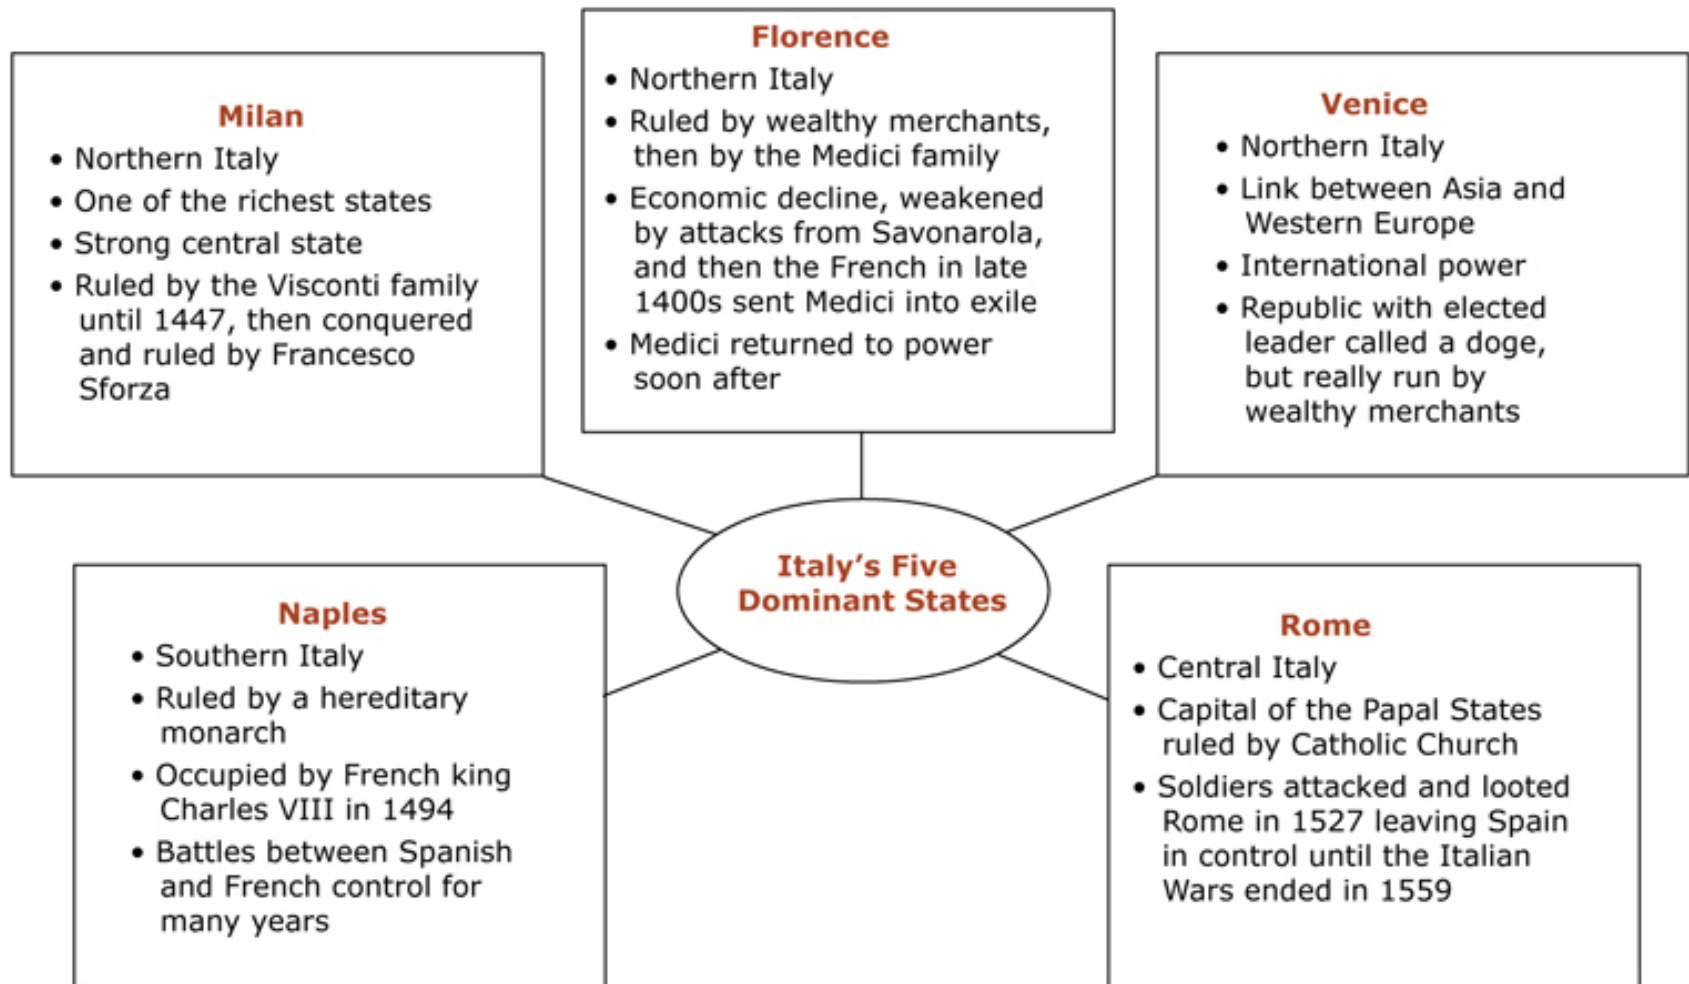 Florence
• Northern Italy
• Ruled by wealthy merchants,
then by the Medici family
• Economic decline, weakened
by attacks from Savonarola,
and then the French in late
1400s sent Medici into exile
• Medici returned to power
soon after
Milan
• Northern Italy
• One of the richest states
• Strong central state
• Ruled by the Visconti family
until 1447, then conquered
and ruled by Francesco
Sforza
Venice
• Northern Italy
• Link between Asia and
Western Europe
• International power
• Republic with elected
leader called a doge,
but really run by
wealthy merchants
Italy’s Five
Dominant States
Naples
• Southern Italy
• Ruled by a hereditary
monarch
• Occupied by French king
Charles VIII in 1494
• Battles between Spanish
and French control for
many years
Rome
• Central Italy
• Capital of the Papal States
ruled by Catholic Church
• Soldiers attacked and looted
Rome in 1527 leaving Spain
in control until the Italian
Wars ended in 1559